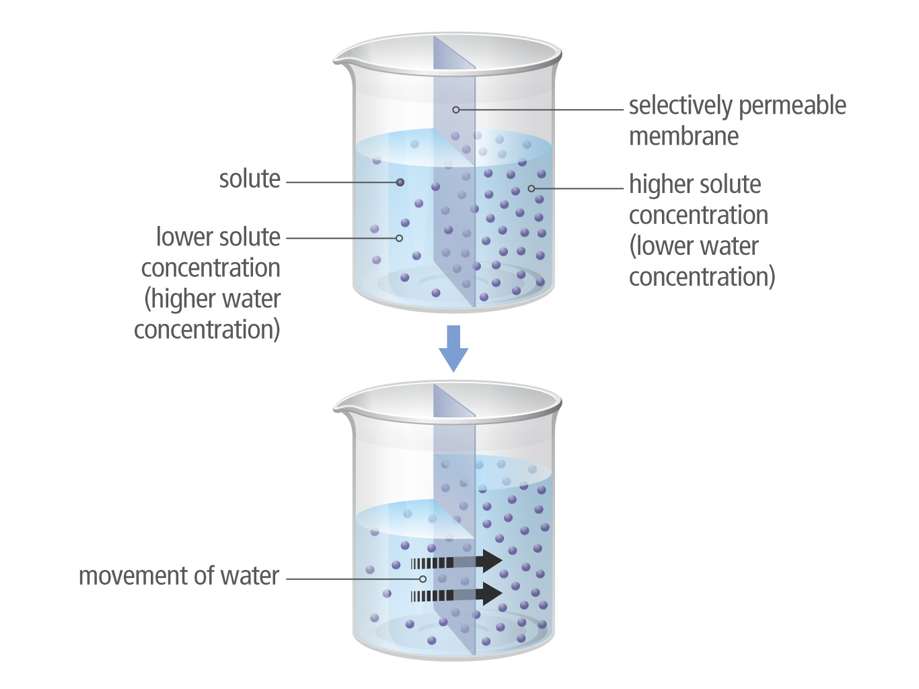 selectively permeable
membrane
solute
higher solute
concentration
(lower water
concentration)
lower solute
concentration
(higher water
concentration)
movement of water